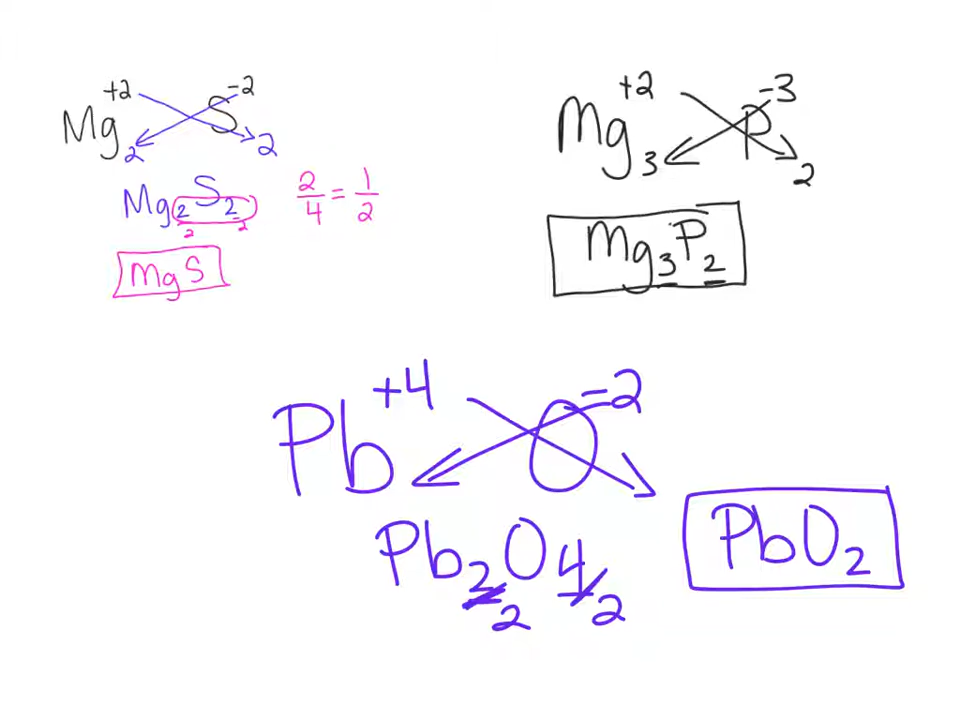 Mg +2 S -2
2 2
Mg2S2 2/4 = 1/2
2 2
MgS
Mg +2 P -3
3 2
Mg3P2
Pb +4 O -2
Pb2O4
2 2
PbO2